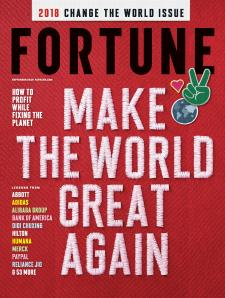 2018 CHANGE THE WORLD ISSUE
FORTUNE
HOW TO
PROFIT
WHILE
FIXING THE
PLANET
MAKE
THE WORLD
GREAT
AGAIN
LESSONS FROM
ABBOTT
ADIDAS
ALIBABA GROUP
BANK OF AMERICA
DIDI CHUXING
HILTON
HUMANA
MERCK
PAYPAL
RELIANCE JIO
& 53 MORE